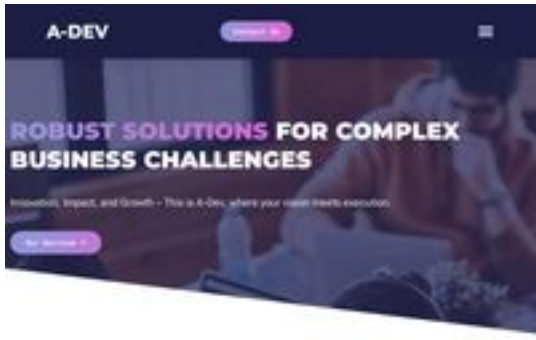 A-DEV
Contact Us
ROBUST SOLUTIONS FOR COMPLEX
BUSINESS CHALLENGES
Innovation, Impact, and Growth – This is A-Dev, where your vision meets execution.
Our Services